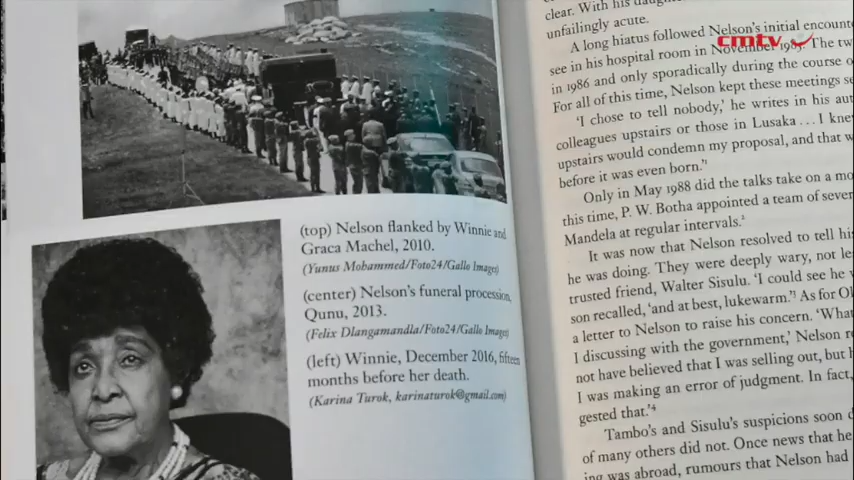 (top) Nelson flanked by Winnie and
Graca Machel, 2010.
(Yunus Mohammed/Foto24/Gallo Images)
(center) Nelson's funeral procession,
Qunu, 2013.
(Felix Dlangamandla/Foto24/Gallo Images)
(left) Winnie, December 2016, fifteen
months before her death.
(Karina Turok, karinaturok@gmail.com)
cmtv
clear. With his
unfailingly acute.
A long hiatus followed Nelson's initial
see in his hospital room in November
in 1986 and only sporadically during the course
For all of this time, Nelson kept these meetings
'I chose to tell nobody,' he writes in his
colleagues upstairs or those in Lusaka . . . I
upstairs would condemn my proposal, and that
before it was even born.'1
Only in May 1988 did the talks take on a
this time, P. W. Botha appointed a team of
Mandela at regular intervals.2
It was now that Nelson resolved to tell
he was doing. They were deeply wary, not
trusted friend, Walter Sisulu. 'I could see he
son recalled, 'and at best, lukewarm.'3 As for
a letter to Nelson to raise his concern. 'What
I discussing with the government,' Nelson
not have believed that I was selling out, but
I was making an error of judgment. In fact,
gested that.'4
Tambo's and Sisulu's suspicions soon
of many others did not. Once news that he
ing was abroad, rumours that Nelson had